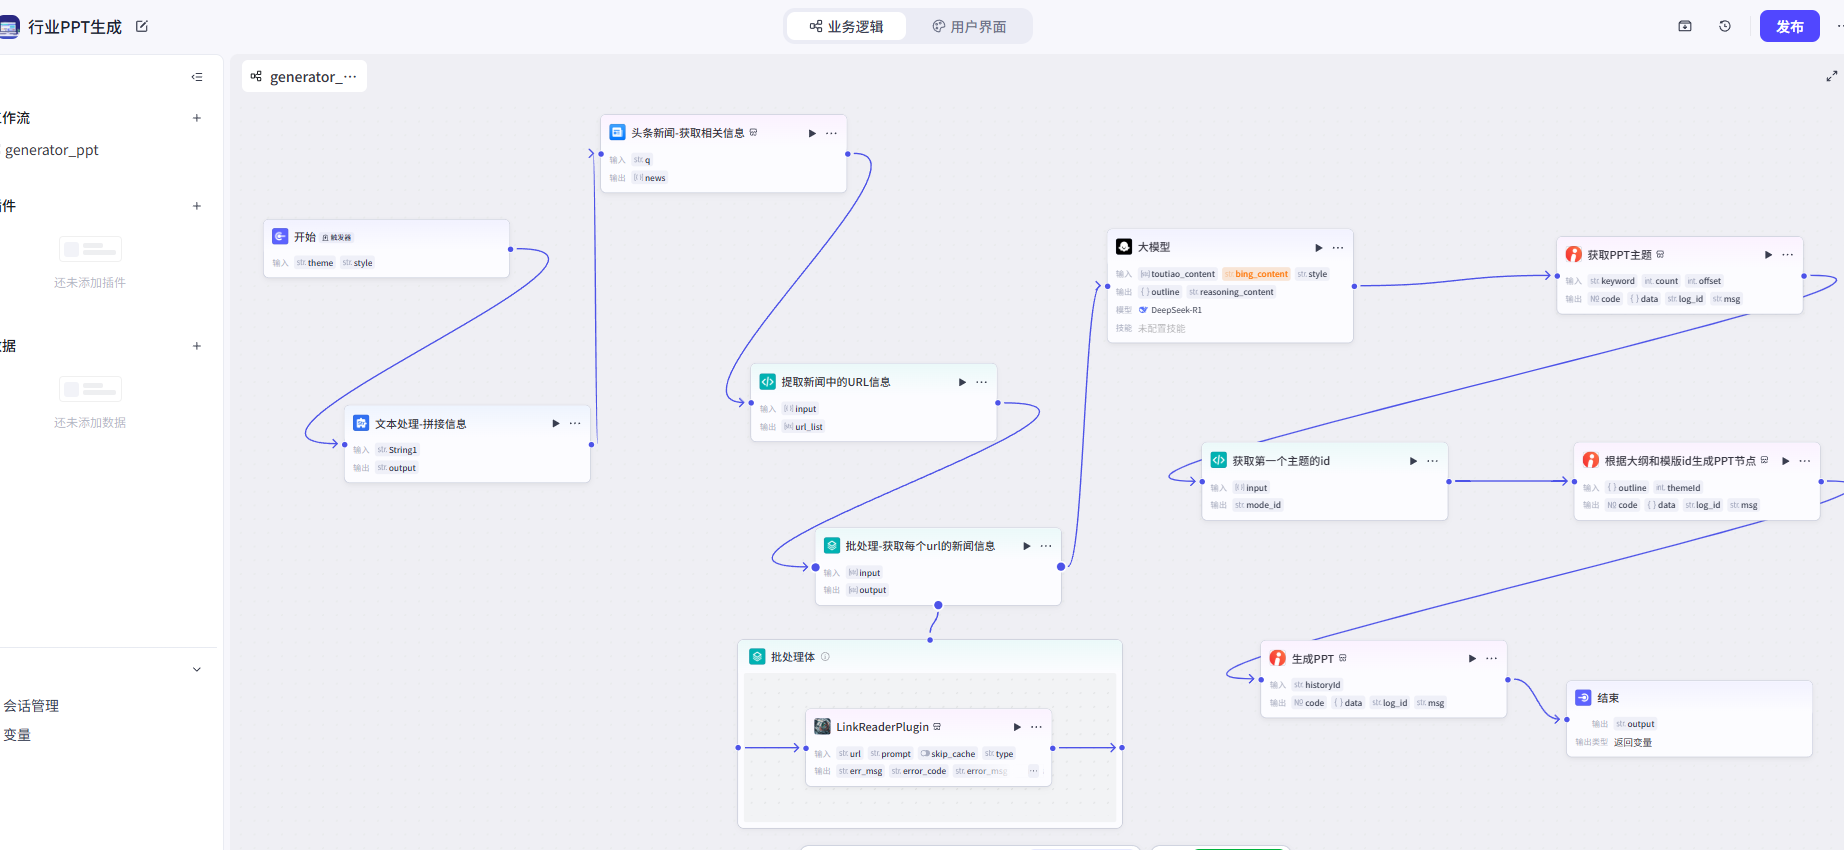 行业PPT生成
业务逻辑
用户界面
发布
generator_···
作流
generator_ppt
件
还未添加插件
据
还未添加数据
会话管理
变量
开始 触发器
输入 str. theme str. style
文本处理-拼接信息
输入 str. String1
输出 str. output
头条新闻-获取相关信息
输入 str. q
输出 news
提取新闻中的URL信息
输入 input
输出 url_list
批处理-获取每个url的新闻信息
输入 input
输出 output
批处理体
LinkReaderPlugin
输入 str. url str. prompt skip_cache str. type
输出 str. err_msg str. error_code str. error_msg ···
大模型
输入 toutiao_content str. bing_content str. style
输出 { } outline str. reasoning_content
模型 DeepSeek-R1
技能 未配置技能
获取PPT主题
输入 str. keyword int. count int. offset
输出 code { } data str. log_id str. msg
获取第一个主题的id
输入 input
输出 str. mode_id
根据大纲和模版id生成PPT节点
输入 { } outline int. themeId
输出 code { } data str. log_id str. msg
生成PPT
输入 str. historyId
输出 code { } data str. log_id str. msg
结束
输出 str. output
输出类型 返回变量